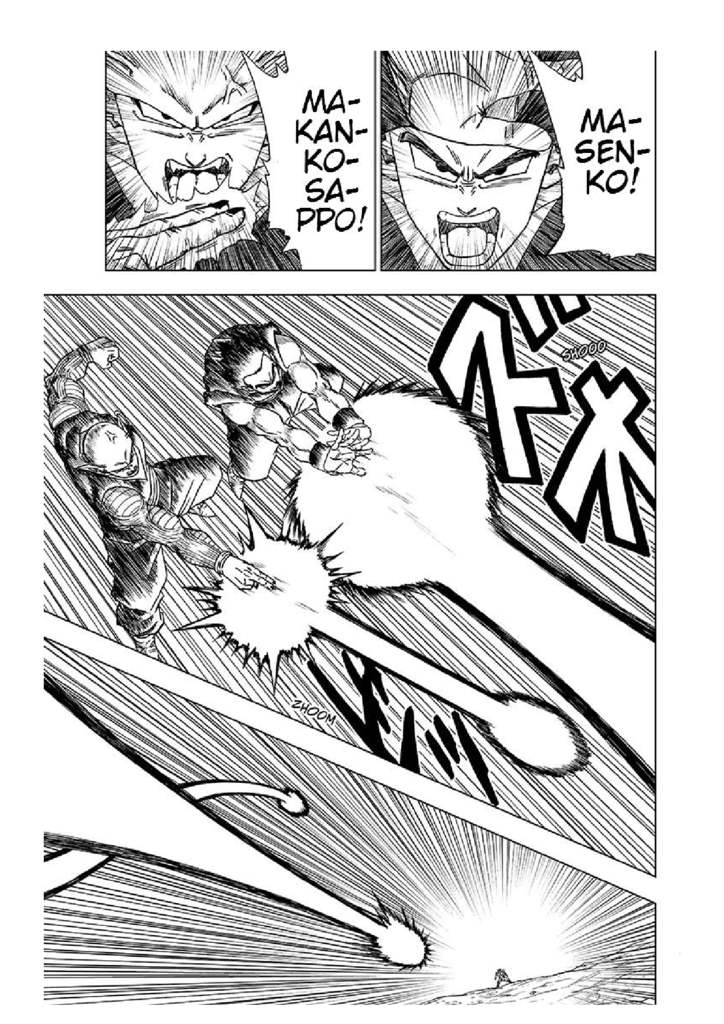 MA-
SEN-
KO!
MA-
KAN-
KO-
SA-
PPO!
SHOOO
ZHOOM